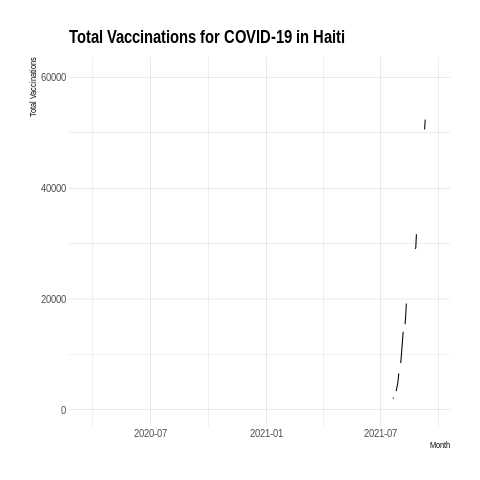 Total Vaccinations for COVID-19 in Haiti
Total Vaccinations
60000
40000
20000
0
2020-07 2021-01 2021-07
Month